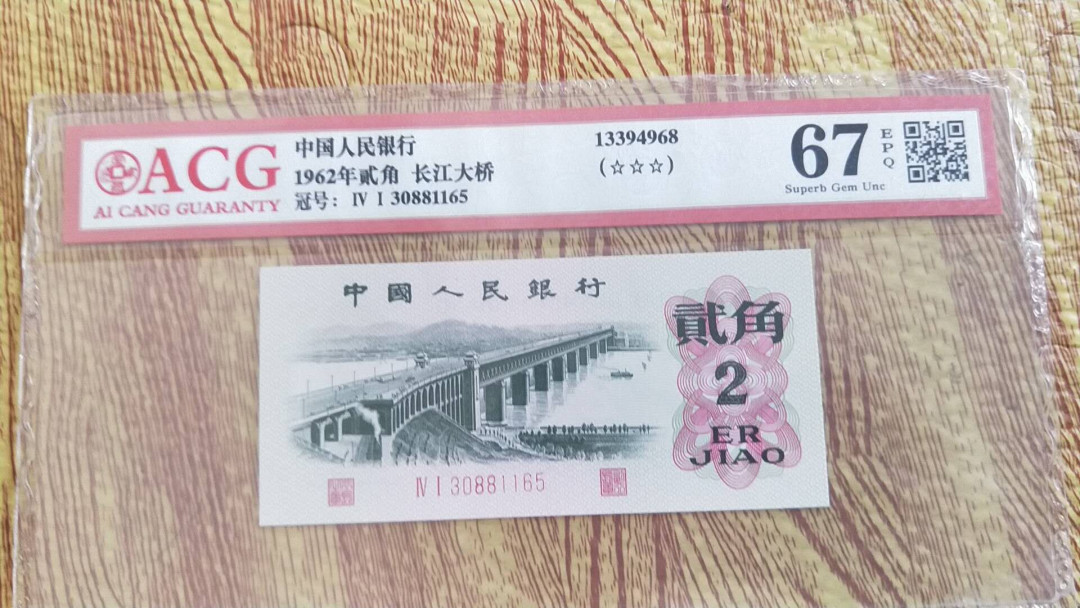 ACG
AI CANG GUARANTY
中国人民银行
1962年贰角 长江大桥
冠号: Ⅳ Ⅰ 30881165
13394968
(☆☆☆)
67
EPQ
Superb Gem Unc
中國人民銀行
貳角
2
ER
JIAO
Ⅳ Ⅰ 30881165